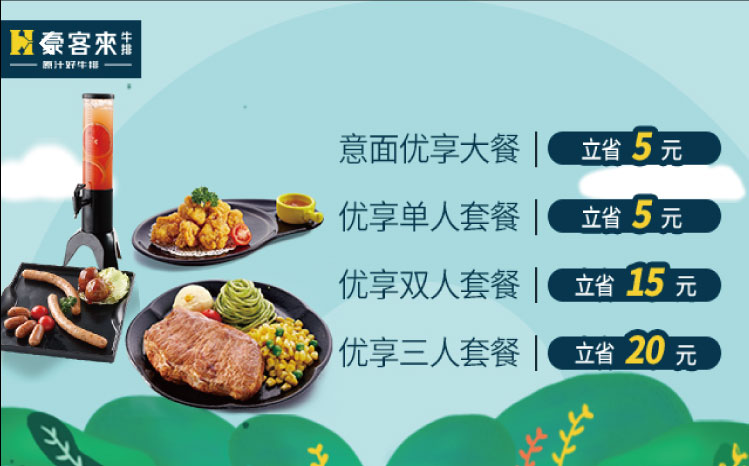 豪客來牛排
原汁好牛排
意面优享大餐 立省5元
优享单人套餐 立省5元
优享双人套餐 立省15元
优享三人套餐 立省20元